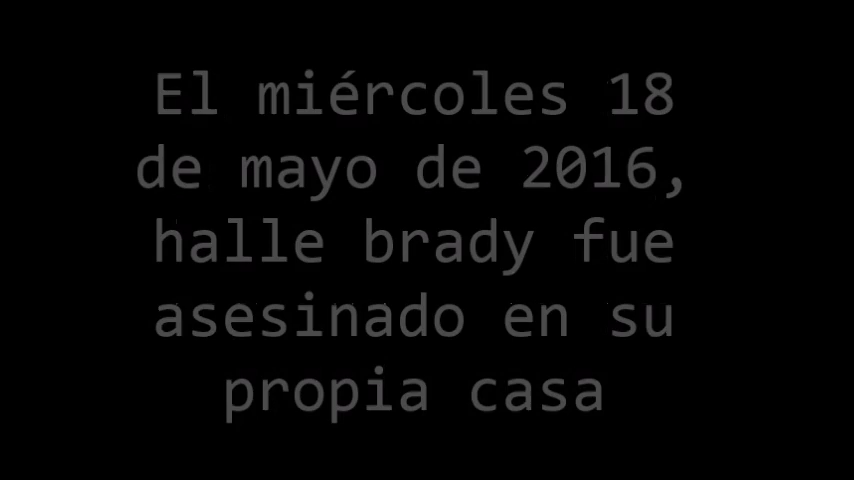 El miércoles 18
de mayo de 2016,
halle brady fue
asesinado en su
propia casa